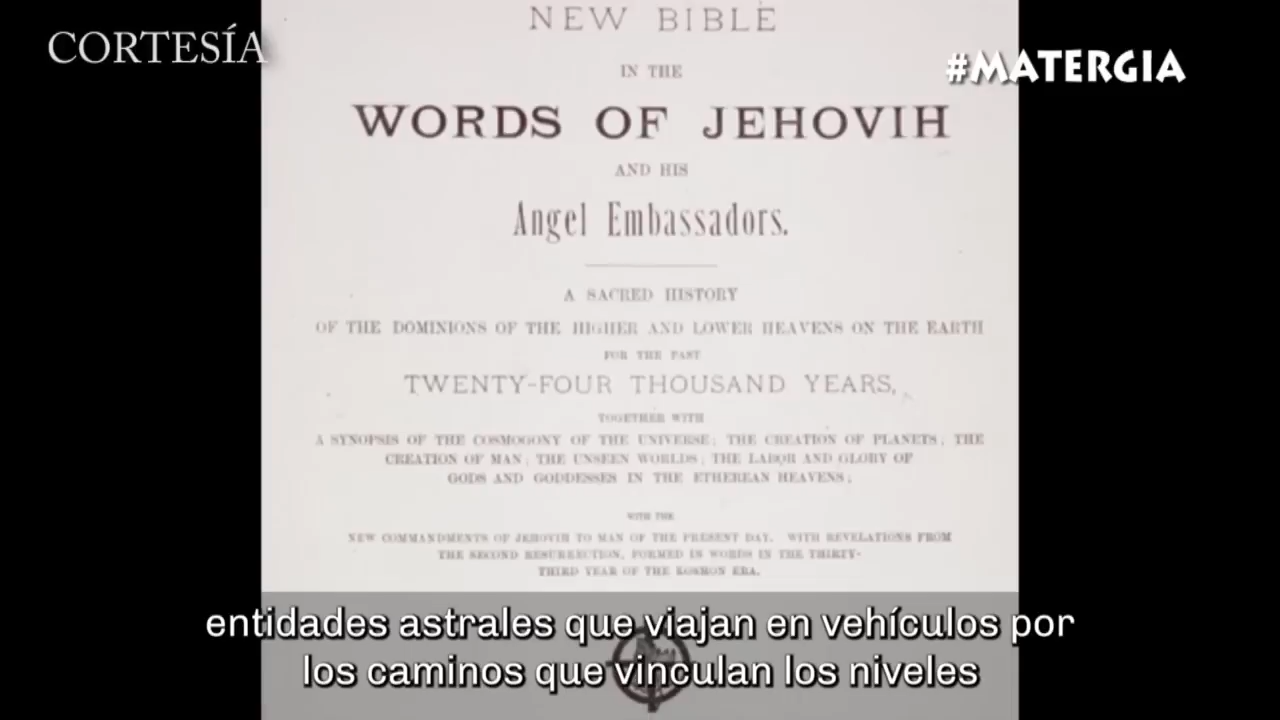 CORTESÍA
#MATERGIA
NEW BIBLE
IN THE
WORDS OF JEHOVIH
AND HIS
Angel Embassadors.
A SACRED HISTORY
OF THE DOMINIONS OF THE HIGHER AND LOWER HEAVENS ON THE EARTH
FOR THE PAST
TWENTY-FOUR THOUSAND YEARS,
TOGETHER WITH
A SYNOPSIS OF THE COSMOGONY OF THE UNIVERSE; THE CREATION OF PLANETS; THE
CREATION OF MAN; THE UNSEEN WORLDS; THE LABOR AND GLORY OF
GODS AND GODDESSES IN THE ETHEREAN HEAVENS;
WITH THE
NEW COMMANDMENTS OF JEHOVIH TO MAN OF THE PRESENT DAY. WITH REVELATIONS FROM
THE SECOND RESURRECTION, FORMED IN WORDS IN THE THIRTY-
THIRD YEAR OF THE KOSMON ERA.
entidades astrales que viajan en vehículos por
los caminos que vinculan los niveles